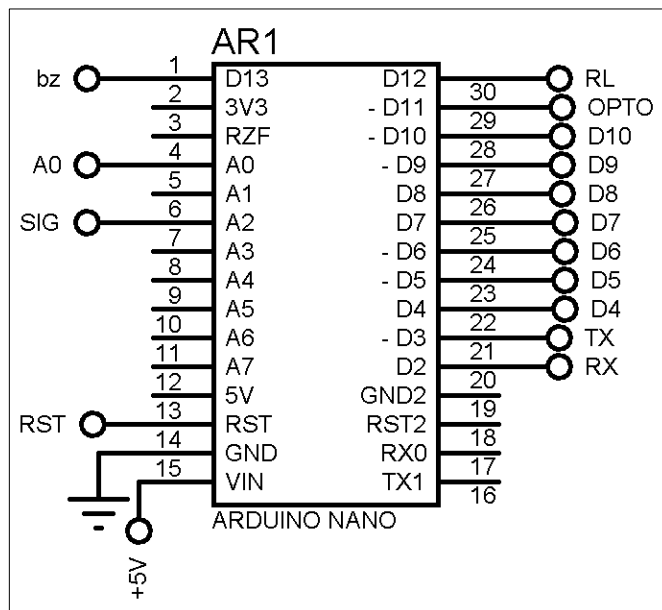 AR1
bz 1 D13 D12 30 RL
2 3V3 - D11 29 OPTO
3 RZF - D10 28 D10
A0 4 A0 - D9 27 D9
5 A1 D8 26 D8
SIG 6 A2 D7 25 D7
7 A3 - D6 24 D6
8 A4 - D5 23 D5
9 A5 D4 22 D4
10 A6 - D3 21 TX
11 A7 D2 20 RX
12 5V GND2 19
RST 13 RST RST2 18
14 GND RX0 17
15 VIN TX1 16
ARDUINO NANO
+5V